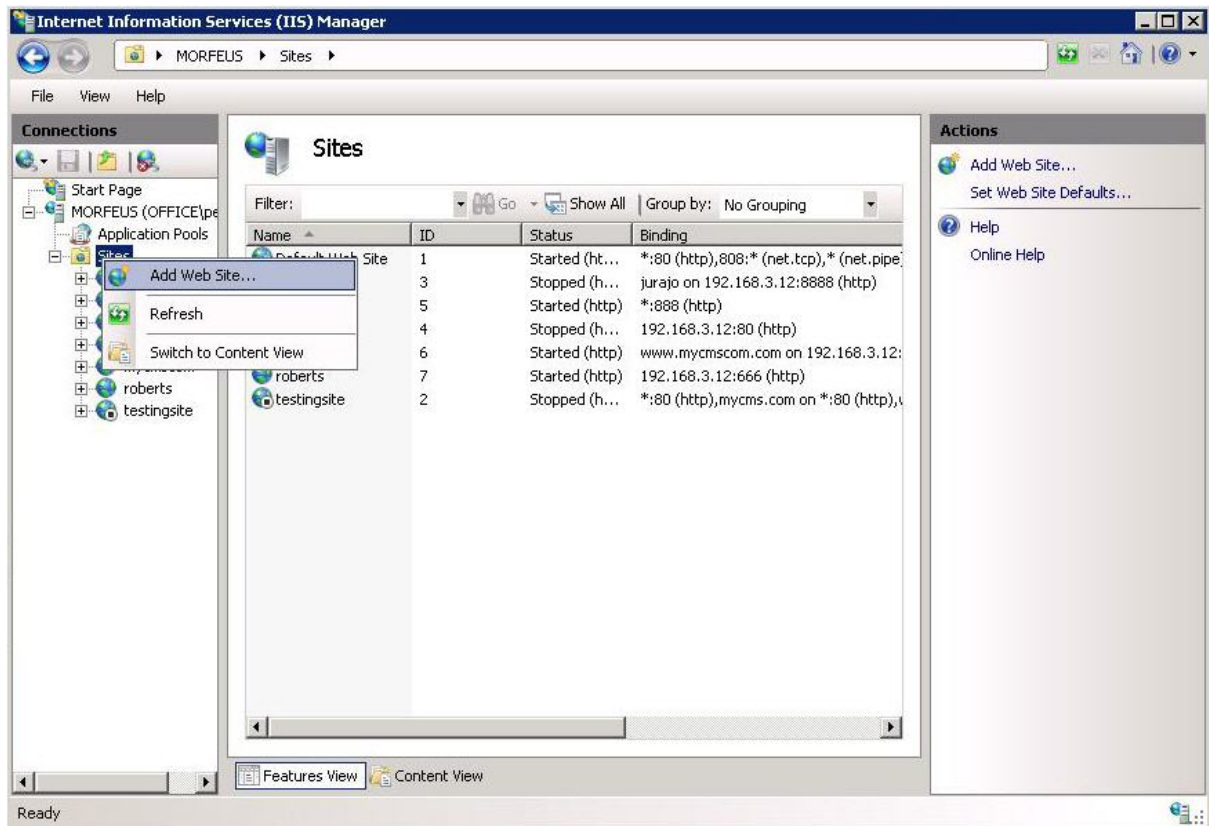 Internet Information Services (IIS) Manager
MORFEUS Sites
File View Help
Connections
Start Page
MORFEUS (OFFICE\pe
Application Pools
Sites
Add Web Site...
Refresh
Switch to Content View
roberts
testingsite
Sites
Filter: Go Show All Group by: No Grouping
Name ID Status Binding
Default Web Site 1 Started (ht... *:80 (http),808:* (net.tcp),* (net.pipe)
3 Stopped (h... jurajo on 192.168.3.12:8888 (http)
5 Started (http) *:888 (http)
4 Stopped (h... 192.168.3.12:80 (http)
6 Started (http) www.mycmscom.com on 192.168.3.12:
roberts 7 Started (http) 192.168.3.12:666 (http)
testingsite 2 Stopped (h... *:80 (http),mycms.com on *:80 (http),
Features View Content View
Actions
Add Web Site...
Set Web Site Defaults...
Help
Online Help
Ready